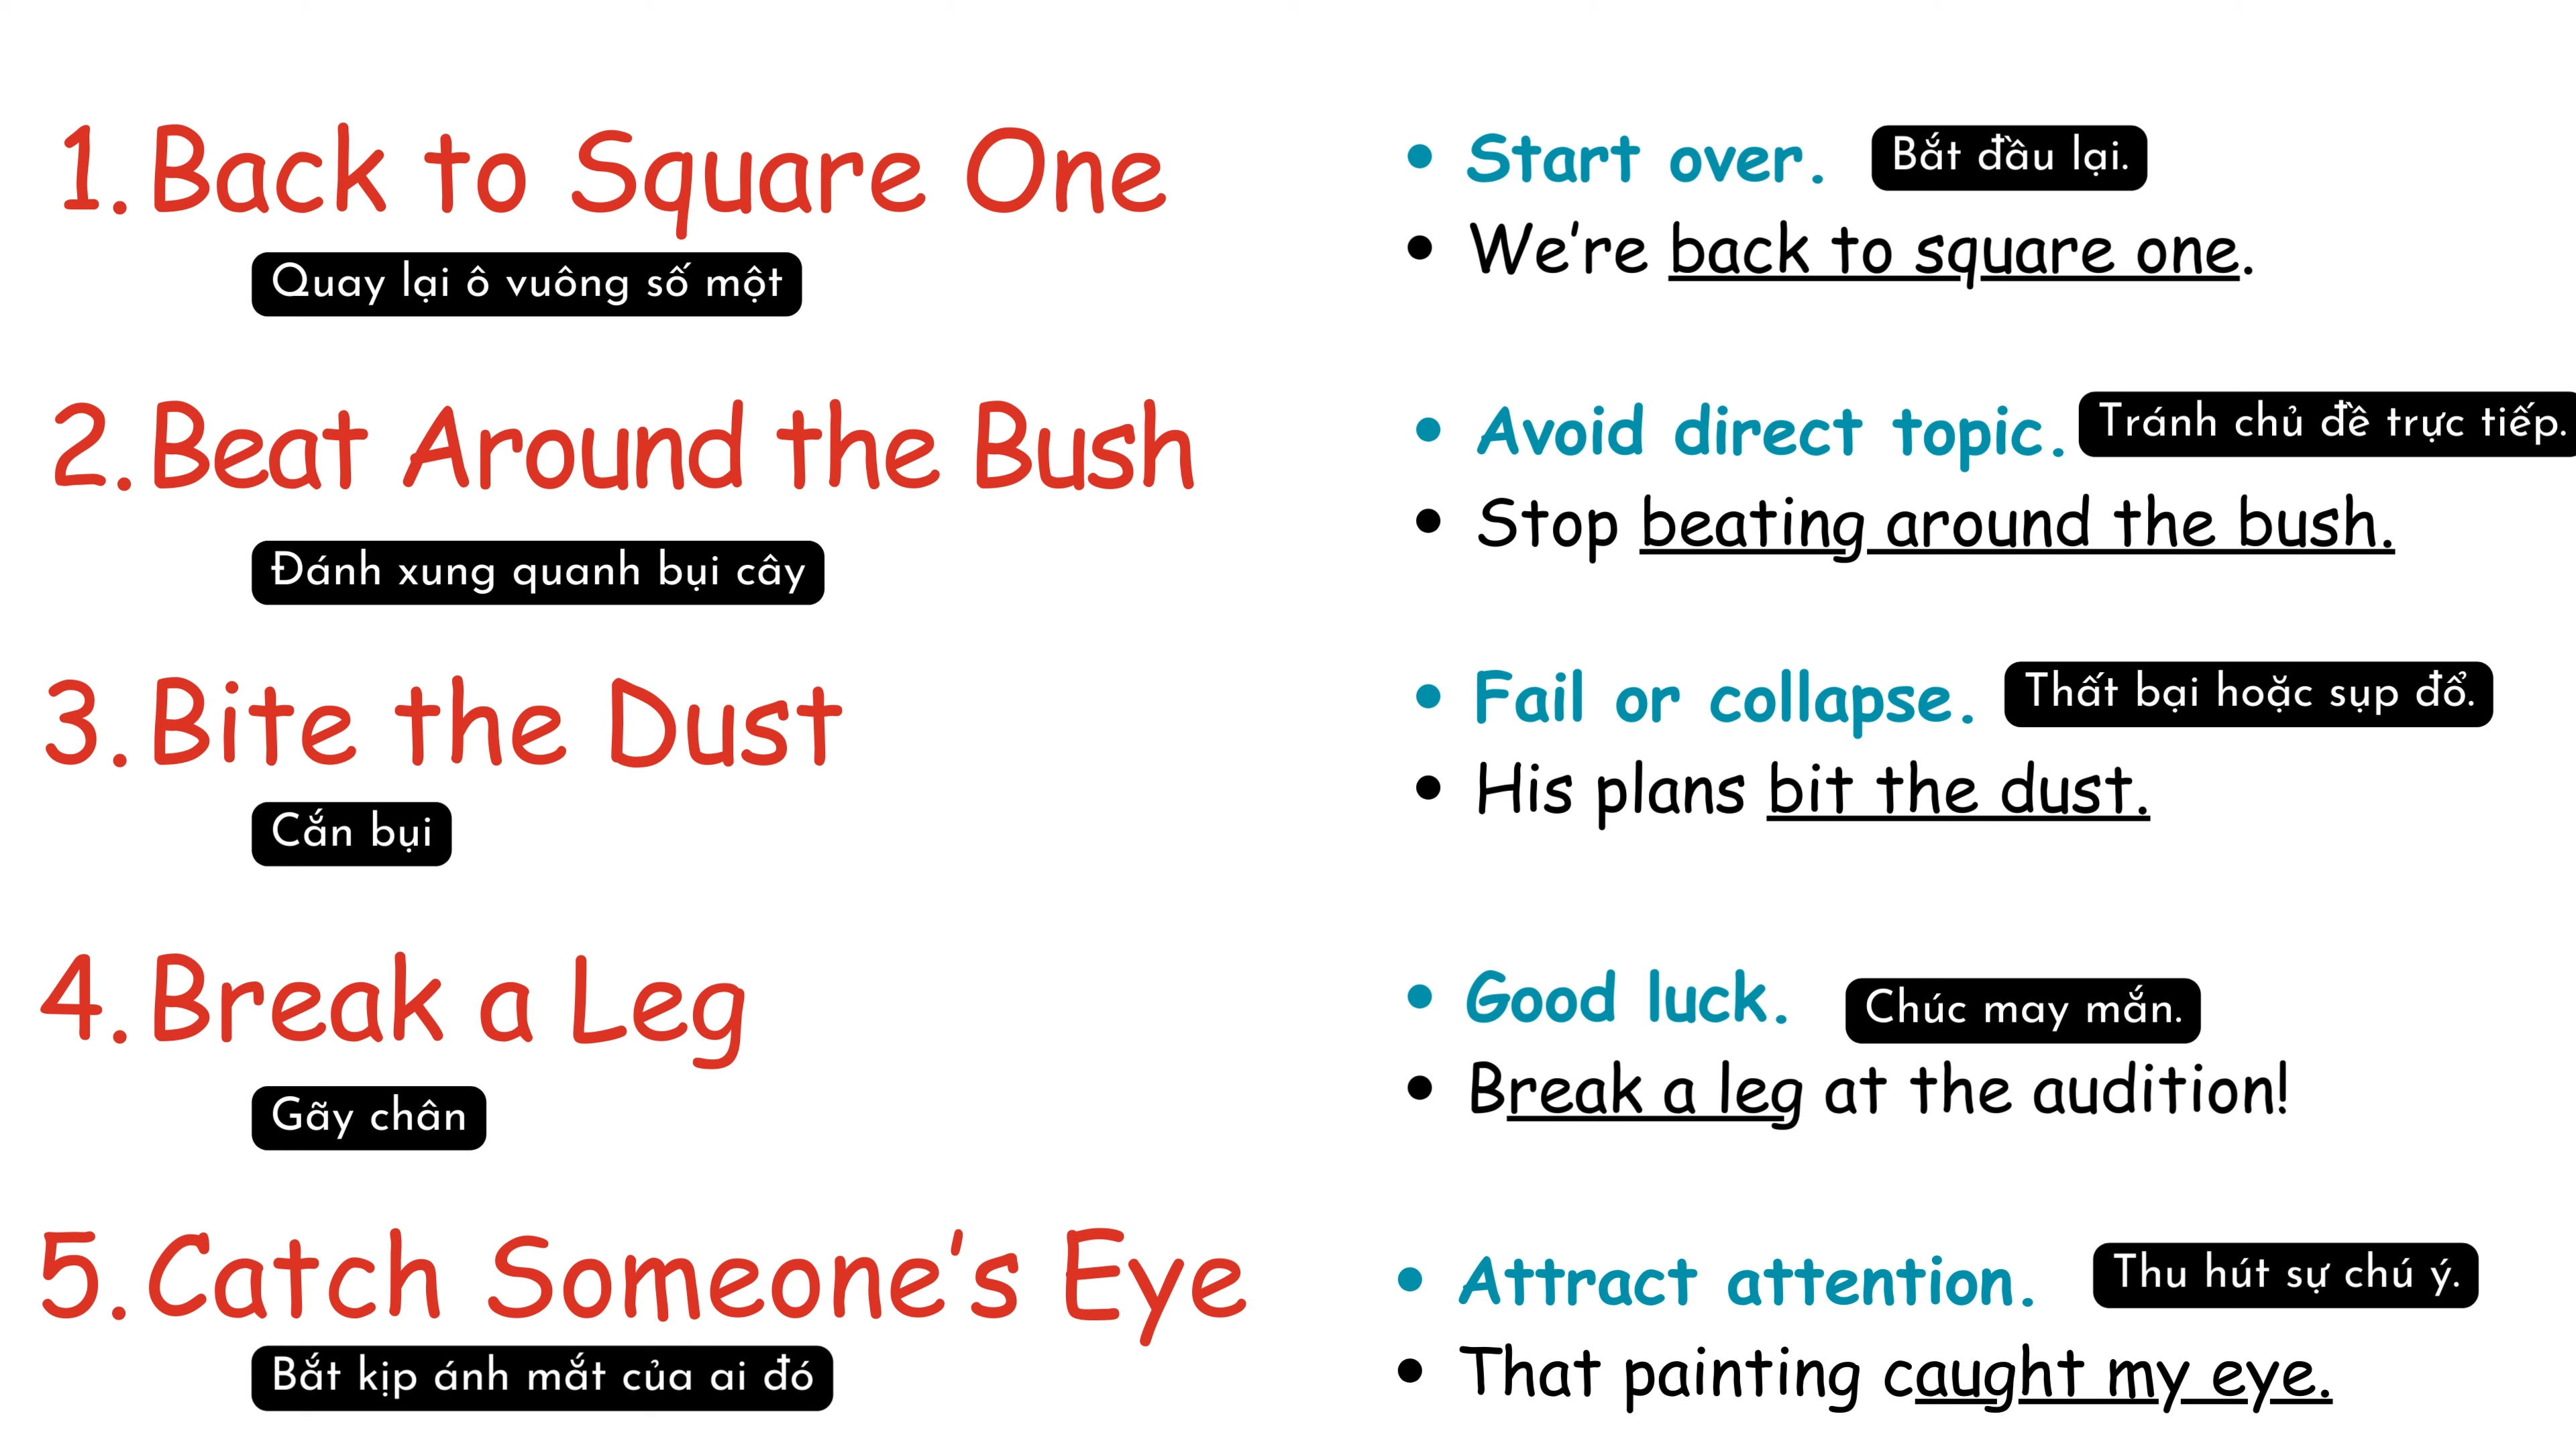 1. Back to Square One
Quay lại ô vuông số một
• Start over. Bắt đầu lại.
• We're back to square one.
2. Beat Around the Bush
Đánh xung quanh bụi cây
• Avoid direct topic. Tránh chủ đề trực tiếp.
• Stop beating around the bush.
3. Bite the Dust
Cắn bụi
• Fail or collapse. Thất bại hoặc sụp đổ.
• His plans bit the dust.
4. Break a Leg
Gãy chân
• Good luck. Chúc may mắn.
• Break a leg at the audition!
5. Catch Someone's Eye
Bắt kịp ánh mắt của ai đó
• Attract attention. Thu hút sự chú ý.
• That painting caught my eye.